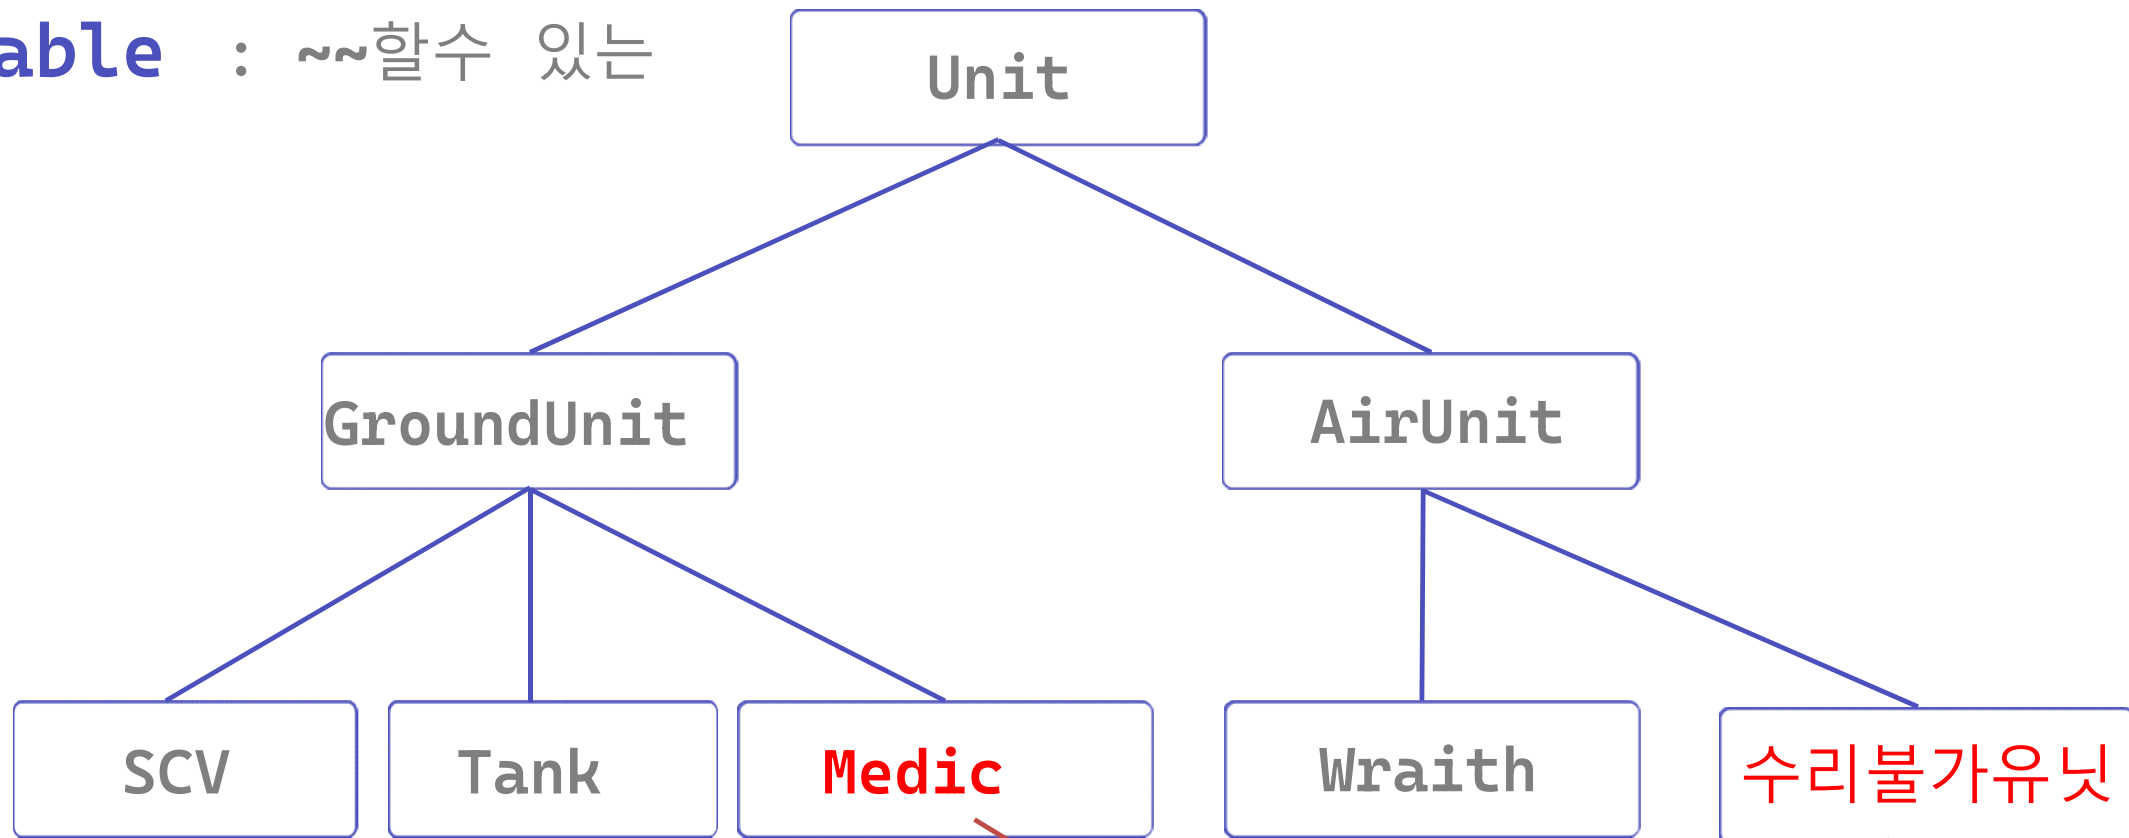 able : ~~할수 있는
Unit
GroundUnit
AirUnit
SCV
Tank
Medic
Wraith
수리불가유닛